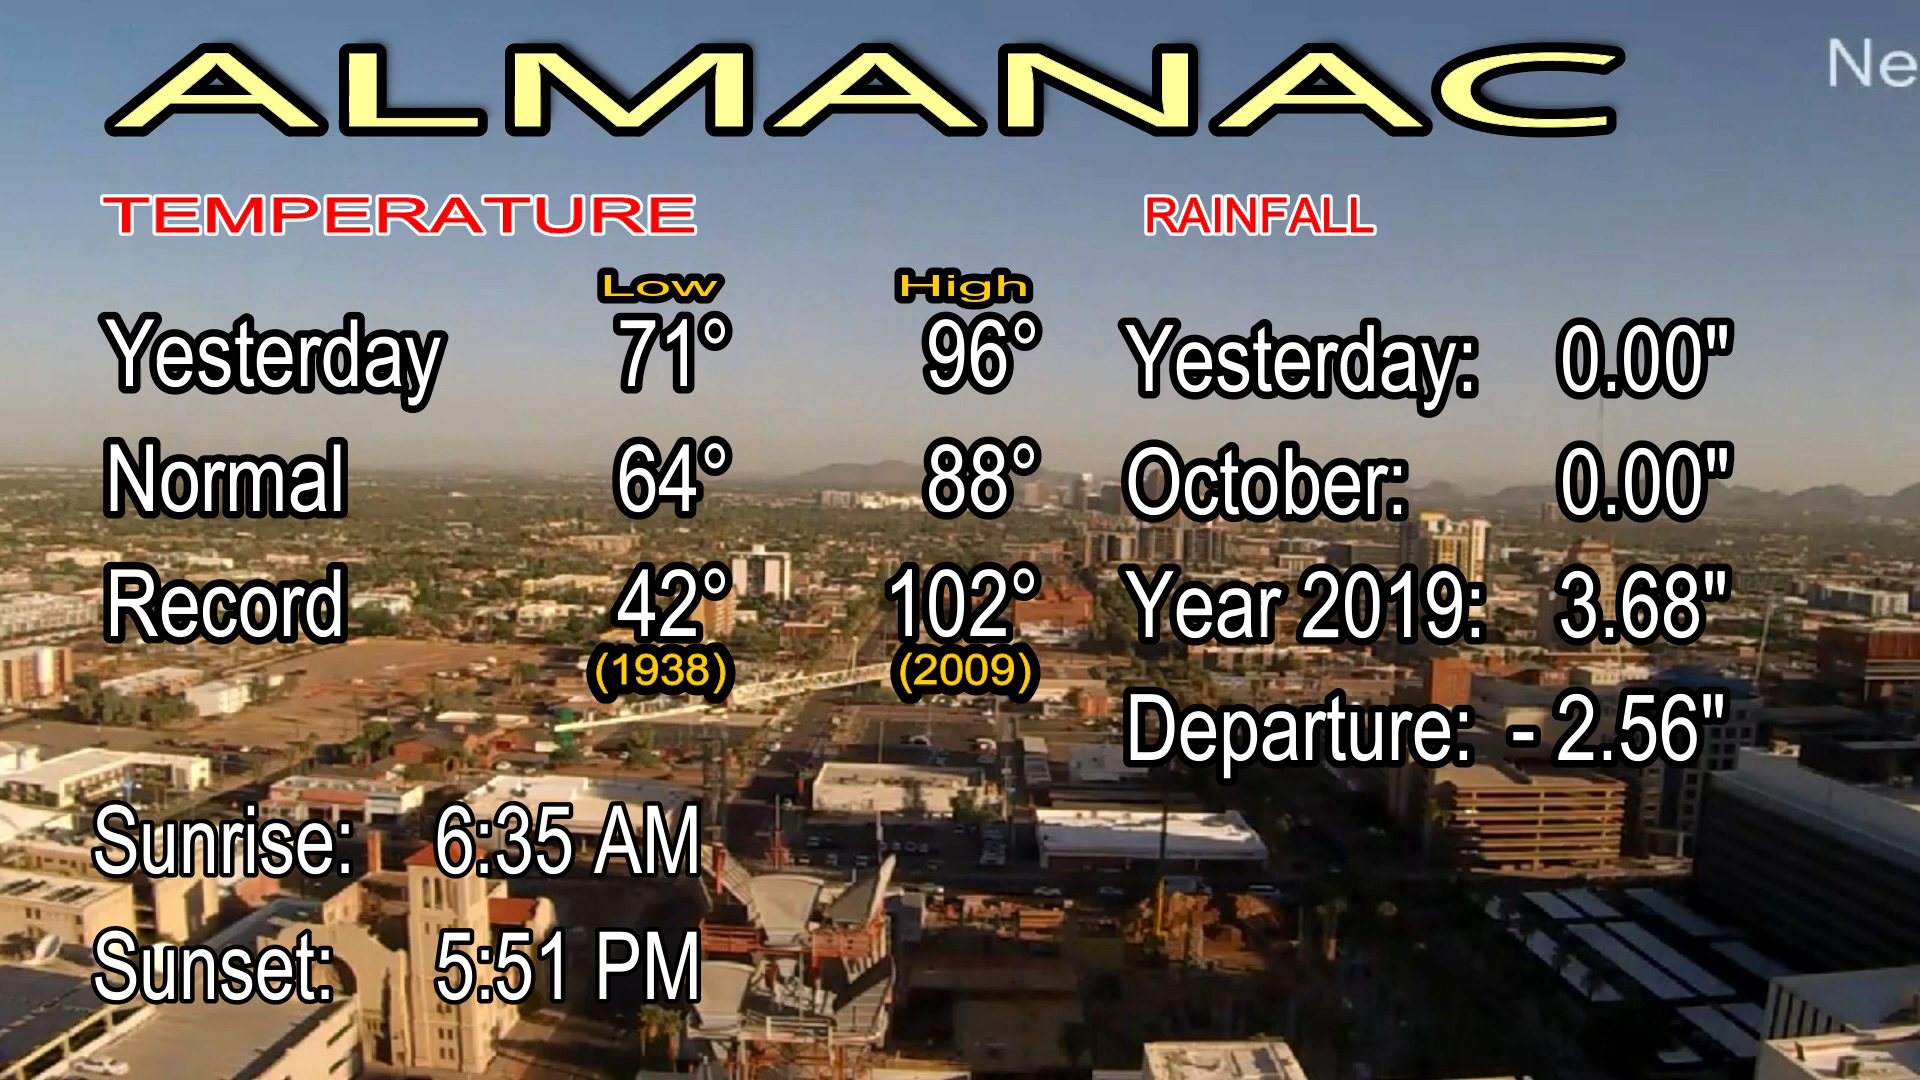 ALMANAC
Ne
TEMPERATURE
RAINFALL
Low High
Yesterday 71° 96°
Normal 64° 88°
Record 42° 102°
(1938) (2009)
Yesterday: 0.00"
October: 0.00"
Year 2019: 3.68"
Departure: - 2.56"
Sunrise: 6:35 AM
Sunset: 5:51 PM